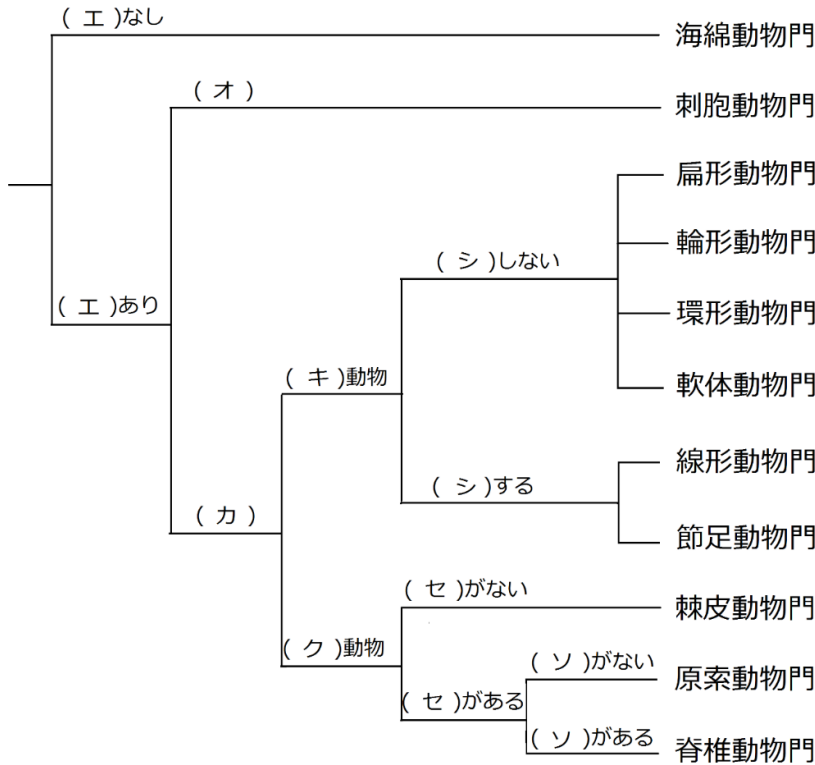 ( エ )なし
海綿動物門
( オ )
刺胞動物門
扁形動物門
輪形動物門
( シ )しない
( エ )あり
環形動物門
( キ )動物
軟体動物門
線形動物門
( シ )する
( カ )
節足動物門
( セ )がない
棘皮動物門
( ク )動物
( ソ )がない
原索動物門
( セ )がある
( ソ )がある
脊椎動物門